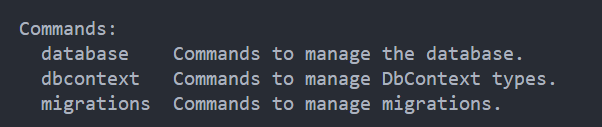 Commands:
  database    Commands to manage the database.
  dbcontext   Commands to manage DbContext types.
  migrations  Commands to manage migrations.